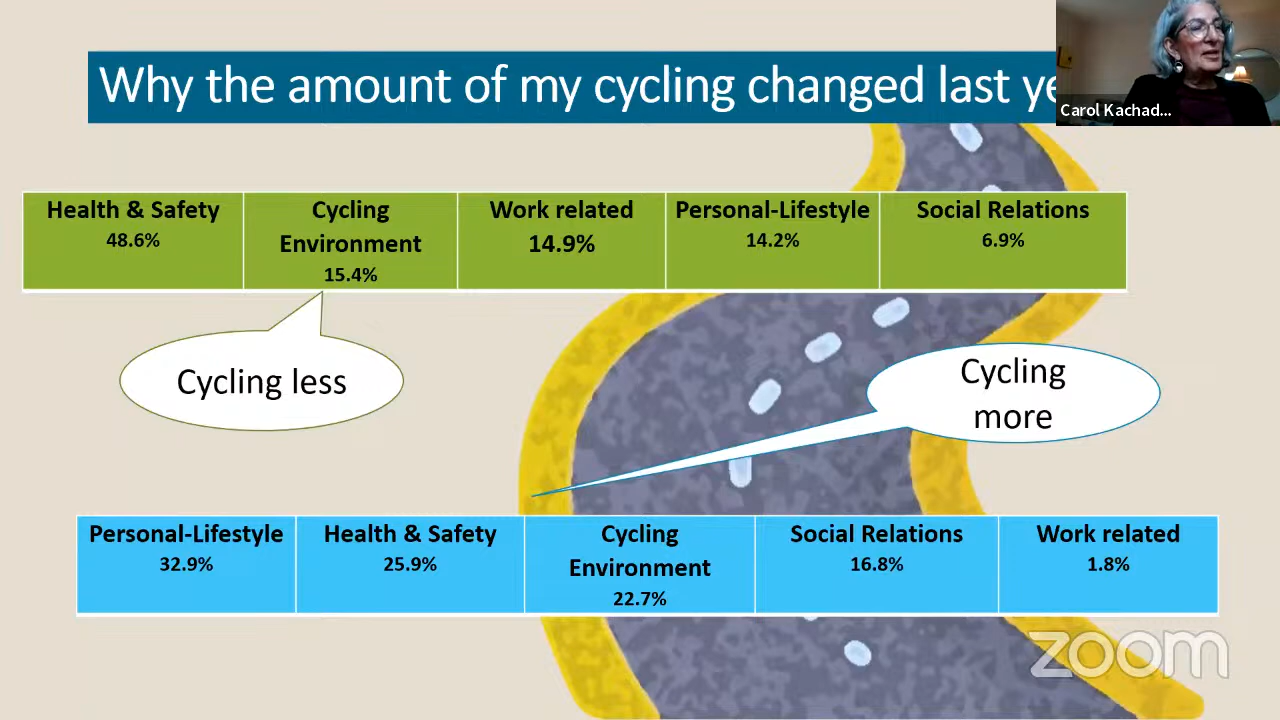 Why the amount of my cycling changed last ye
Carol Kachad...
Health & Safety
48.6%
Cycling
Environment
15.4%
Work related
14.9%
Personal-Lifestyle
14.2%
Social Relations
6.9%
Cycling less
Cycling
more
Personal-Lifestyle
32.9%
Health & Safety
25.9%
Cycling
Environment
22.7%
Social Relations
16.8%
Work related
1.8%
zoom